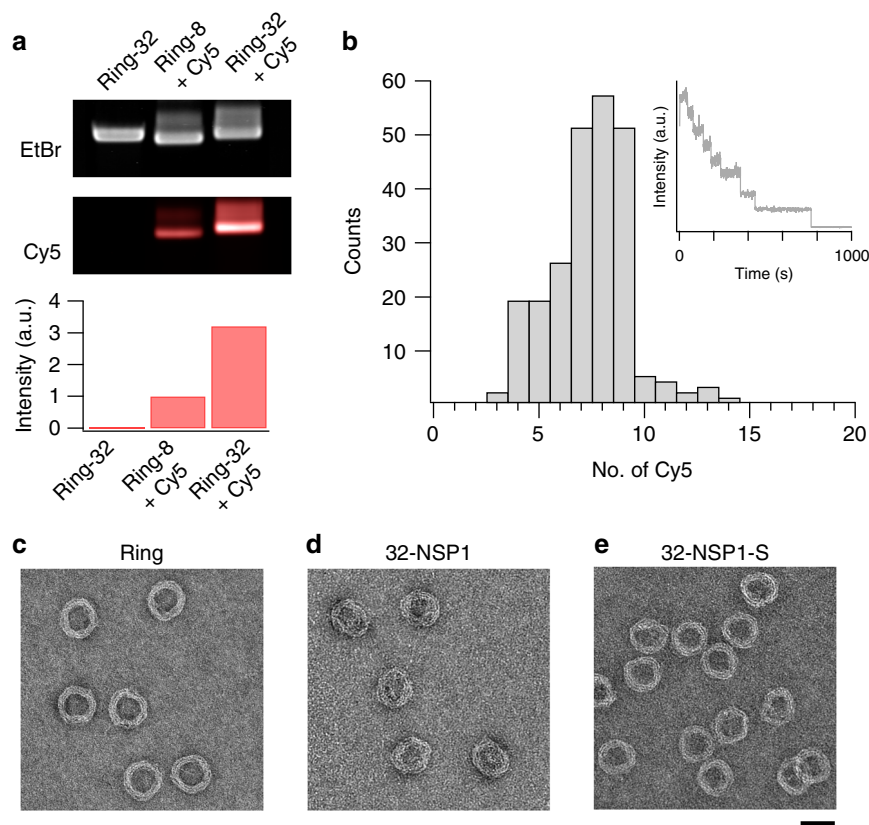 a
Ring-32
Ring-8
+ Cy5
Ring-32
+ Cy5
EtBr
Cy5
Intensity (a.u.)
4
3
2
1
0
Ring-32
Ring-8
+ Cy5
Ring-32
+ Cy5
b
Counts
60
50
40
30
20
10
0
5
10
15
20
No. of Cy5
Intensity (a.u.)
0
1000
Time (s)
c
Ring
d
32-NSP1
e
32-NSP1-S